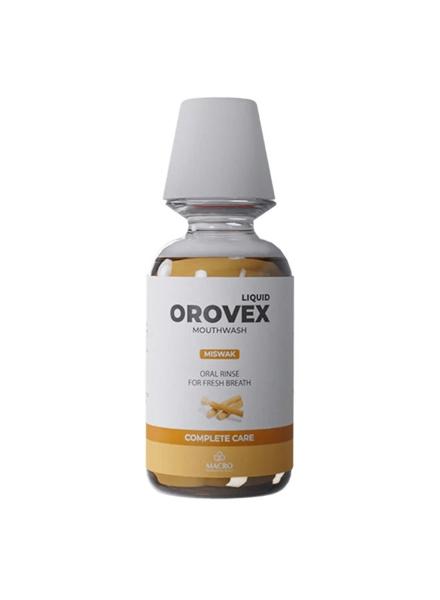 LIQUID
OROVEX
MOUTHWASH
MISWAK
ORAL RINSE
FOR FRESH BREATH
COMPLETE CARE
MACRO